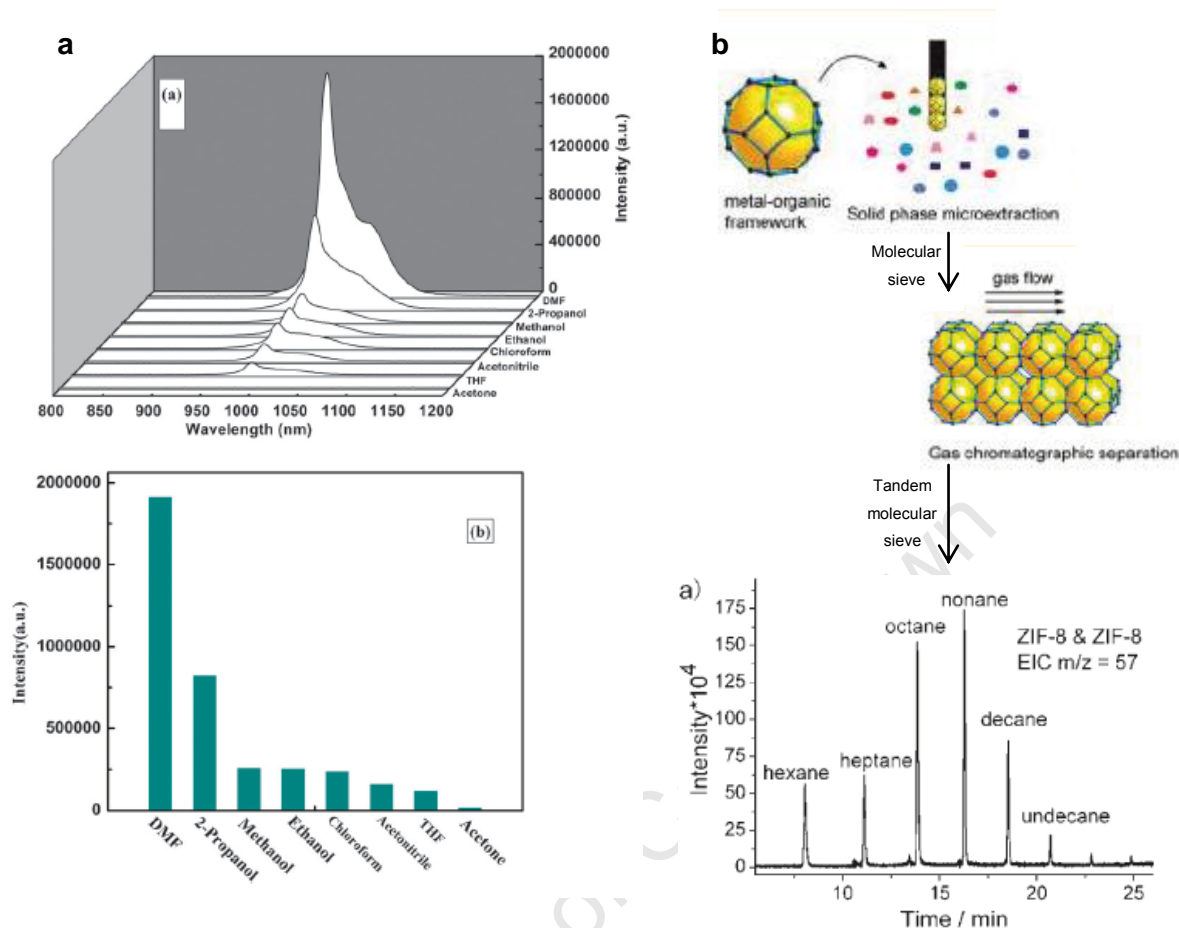 a
(a)
2000000
1600000
1200000
800000
400000
0
Intensity (a.u.)
DMF
2-Propanol
Methanol
Ethanol
Chloroform
Acetonitrile
THF
Acetone
800 850 900 950 1000 1050 1100 1150 1200
Wavelength (nm)
(b)
2000000
1500000
1000000
500000
0
Intensity(a.u.)
DMF
2-Propanol
Methanol
Ethanol
Chloroform
Acetonitrile
THF
Acetone
b
metal-organic
framework
Solid phase microextraction
Molecular
sieve
gas flow
Gas chromatographic separation
Tandem
molecular
sieve
a)
175
150
125
100
75
50
25
0
Intensity*10^4
hexane
heptane
octane
nonane
decane
undecane
ZIF-8 & ZIF-8
EIC m/z = 57
10 15 20 25
Time / min